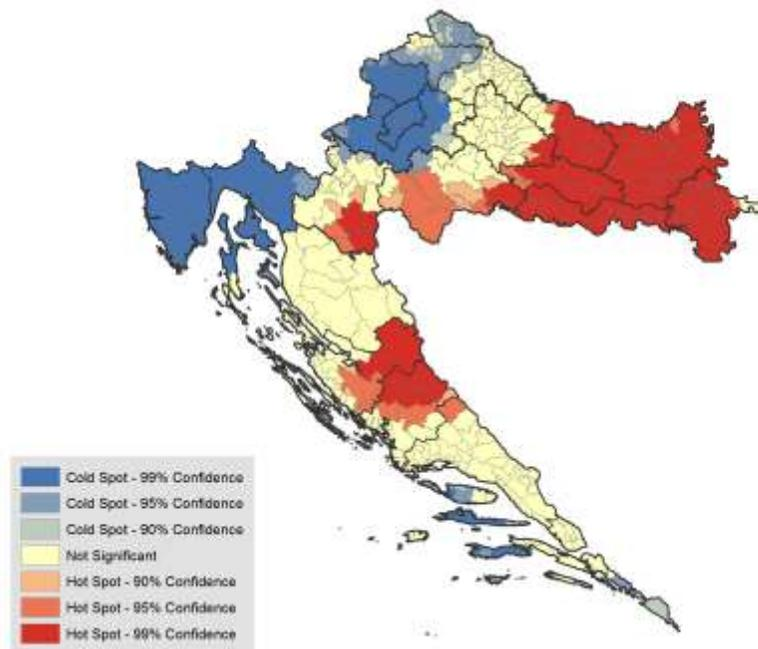 Cold Spot - 99% Confidence
Cold Spot - 95% Confidence
Cold Spot - 90% Confidence
Not Significant
Hot Spot - 90% Confidence
Hot Spot - 95% Confidence
Hot Spot - 99% Confidence